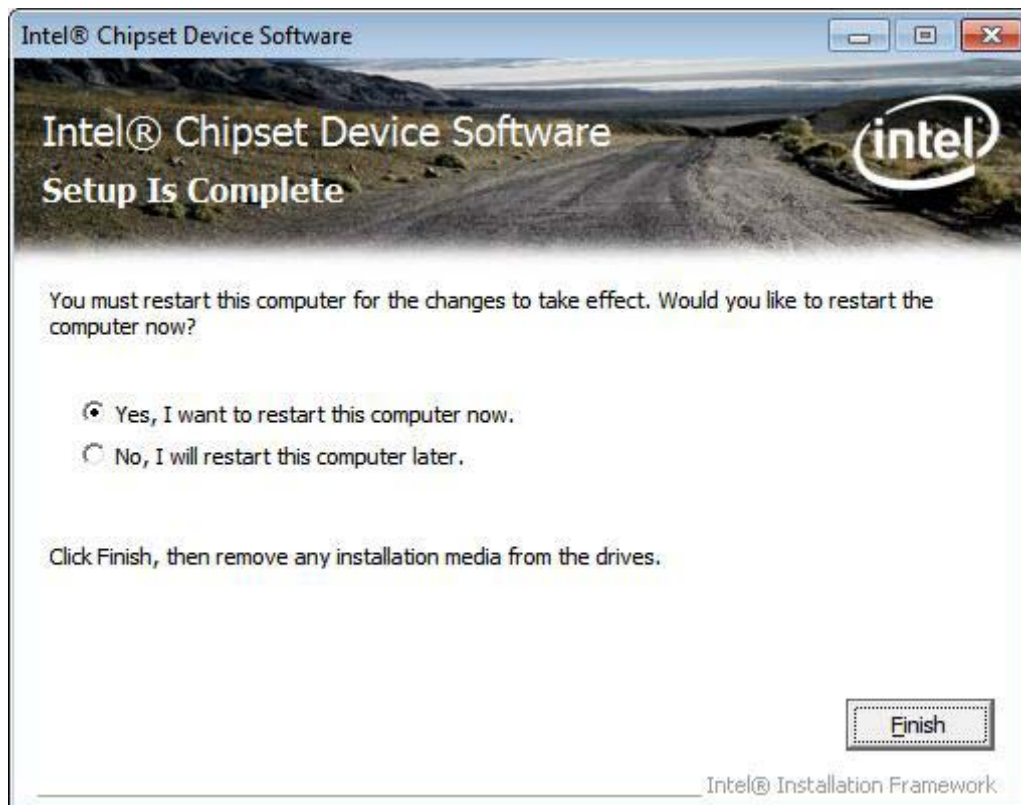 Intel® Chipset Device Software
Intel® Chipset Device Software
intel
Setup Is Complete
You must restart this computer for the changes to take effect. Would you like to restart the
computer now?
Yes, I want to restart this computer now.
No, I will restart this computer later.
Click Finish, then remove any installation media from the drives.
Finish
Intel® Installation Framework